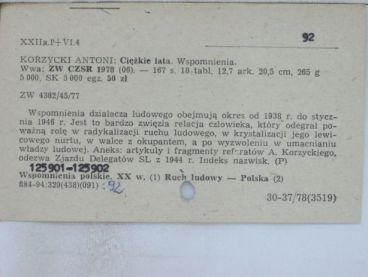 92
XXIIa.P+VI.4
KORZYCKI ANTONI: Ciężkie lata. Wspomnienia.
Wwa: ZW CZSR 1978 (06). — 167 s. 18 tabl. 12,7 ark. 20,5 cm, 265 g
5 000, SK 3 000 egz. 50 zł
ZW 4362/45/77
Wspomnienia działacza ludowego obejmują okres od 1938 r. do stycz-
nia 1946 r. Jest to bardzo zwięzła relacja człowieka, który odegrał po-
ważną rolę w radykalizacji ruchu ludowego, w krystalizacji jego lewi-
cowego nurtu, w walce z okupantem, a po wyzwoleniu w umacnianiu
władzy ludowej. Aneks: artykuły i fragmenty referatów A. Korzyckiego,
odezwa Zjazdu Delegatów SL z 1944 r. Indeks nazwisk. (P)
125901-125902
Wspomnienia polskie. XX w. (1) Ruch ludowy — Polska (2)
884-94:329(438)(091) : 92
30-37/78(3519)